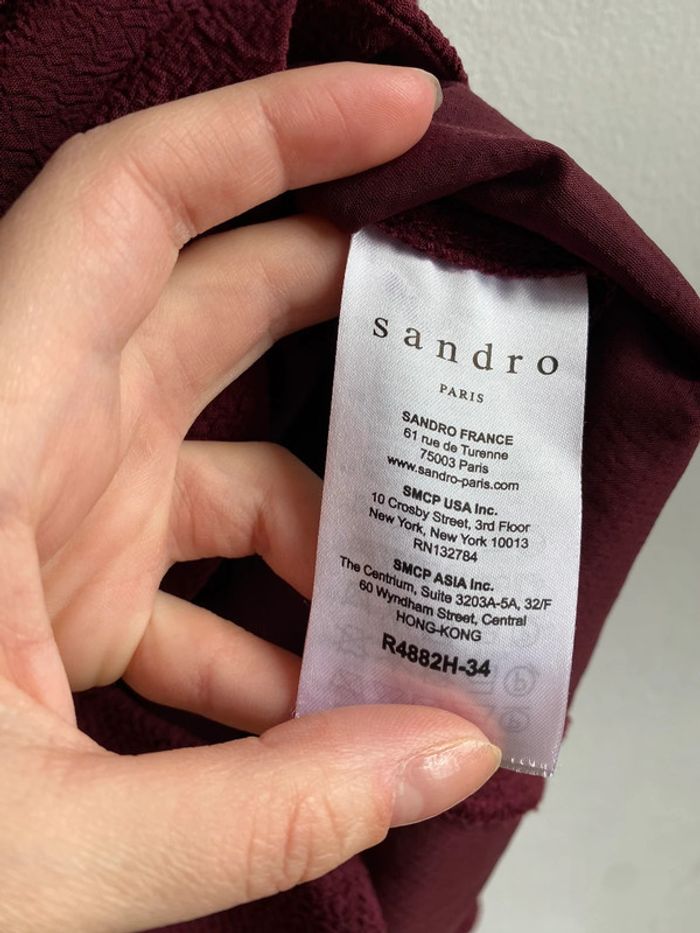 sandro
PARIS
SANDRO FRANCE
61 rue de Turenne
75003 Paris
www.sandro-paris.com
SMCP USA Inc.
10 Crosby Street, 3rd Floor
New York, New York 10013
RN132784
SMCP ASIA Inc.
The Centrium, Suite 3203A-5A, 32/F
60 Wyndham Street, Central
HONG-KONG
R4882H-34